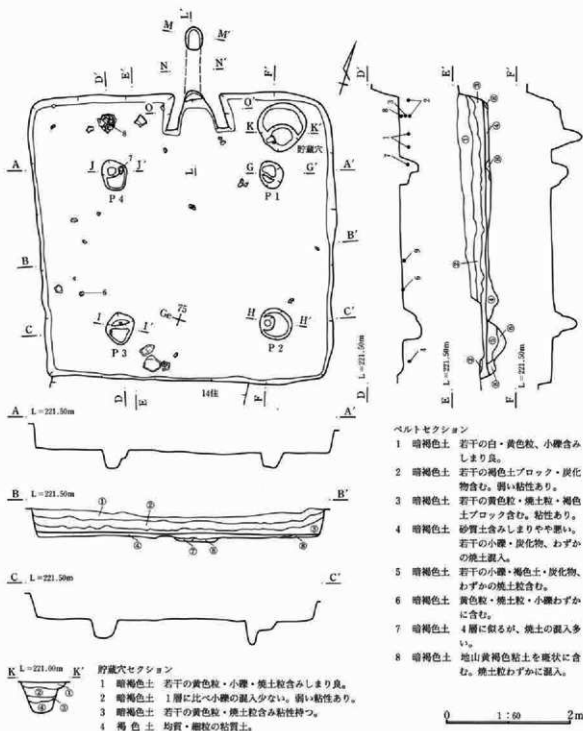 L'
M
M'
N
N'
D'
E'
F'
O
O'
K
K'
貯蔵穴
A
J
7
J'
L
G
G'
A'
P 4
P 1
8
B
B'
6
75
Ge
C
I
I'
H
H'
C'
P 3
P 2
14住
D
E
F
D'
E'
F'
L=221.50m
L=221.50m
L=221.50m
D
E
F
A L=221.50m A'
B B'
① ② ③ ④ ⑦ ⑧
C C'
K L=221.00m K'
① ② ③ ④
ベルトセクション
1 暗褐色土 若干の白・黄色粒、小礫含み
しまり良。
2 暗褐色土 若干の褐色土ブロック・炭化
物含む。弱い粘性あり。
3 暗褐色土 若干の黄色粒・焼土粒・褐色
土ブロック含む。粘性あり。
4 暗褐色土 砂質土含みしまりやや悪い。
若干の小礫・炭化物、わずか
の焼土混入。
5 暗褐色土 若干の小礫・褐色土・炭化物、
わずかの焼土粒含む。
6 暗褐色土 黄色粒・焼土粒・小礫わずか
に含む。
7 暗褐色土 4層に似るが、焼土の混入多
い。
8 暗褐色土 地山黄褐色粘土を斑状に含
む。焼土粒わずかに混入。
貯蔵穴セクション
1 暗褐色土 若干の黄色粒・小礫・焼土粒含みしまり良。
2 暗褐色土 1層に比べ小礫の混入少ない。弱い粘性あり。
3 暗褐色土 若干の黄色粒・焼土粒含み粘性持つ。
4 褐色土 均質・細粒の粘質土。
0 1:60 2m